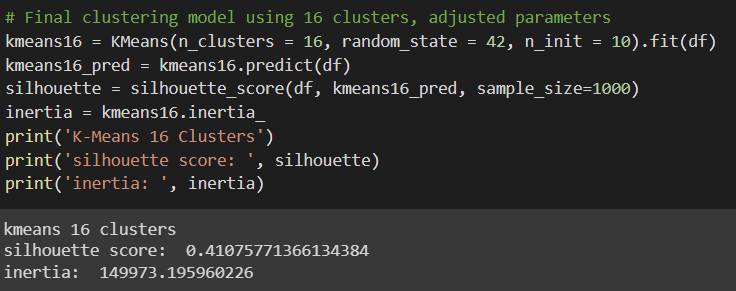 # Final clustering model using 16 clusters, adjusted parameters
kmeans16 = KMeans(n_clusters = 16, random_state = 42, n_init = 10).fit(df)
kmeans16_pred = kmeans16.predict(df)
silhouette = silhouette_score(df, kmeans16_pred, sample_size=1000)
inertia = kmeans16.inertia_
print('K-Means 16 Clusters')
print('silhouette score: ', silhouette)
print('inertia: ', inertia)
kmeans 16 clusters
silhouette score:  0.41075771366134384
inertia:  149973.195960226